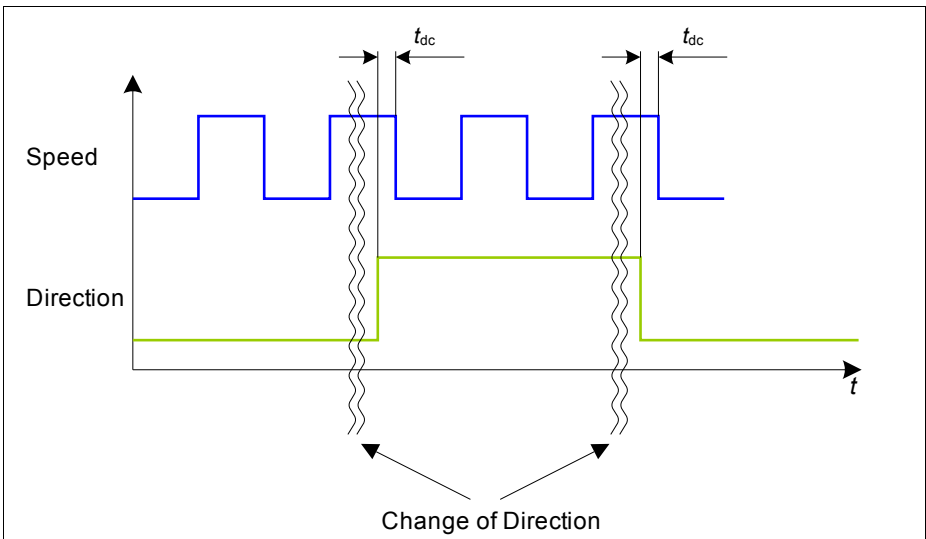 tdc
tdc
Speed
Direction
t
Change of Direction